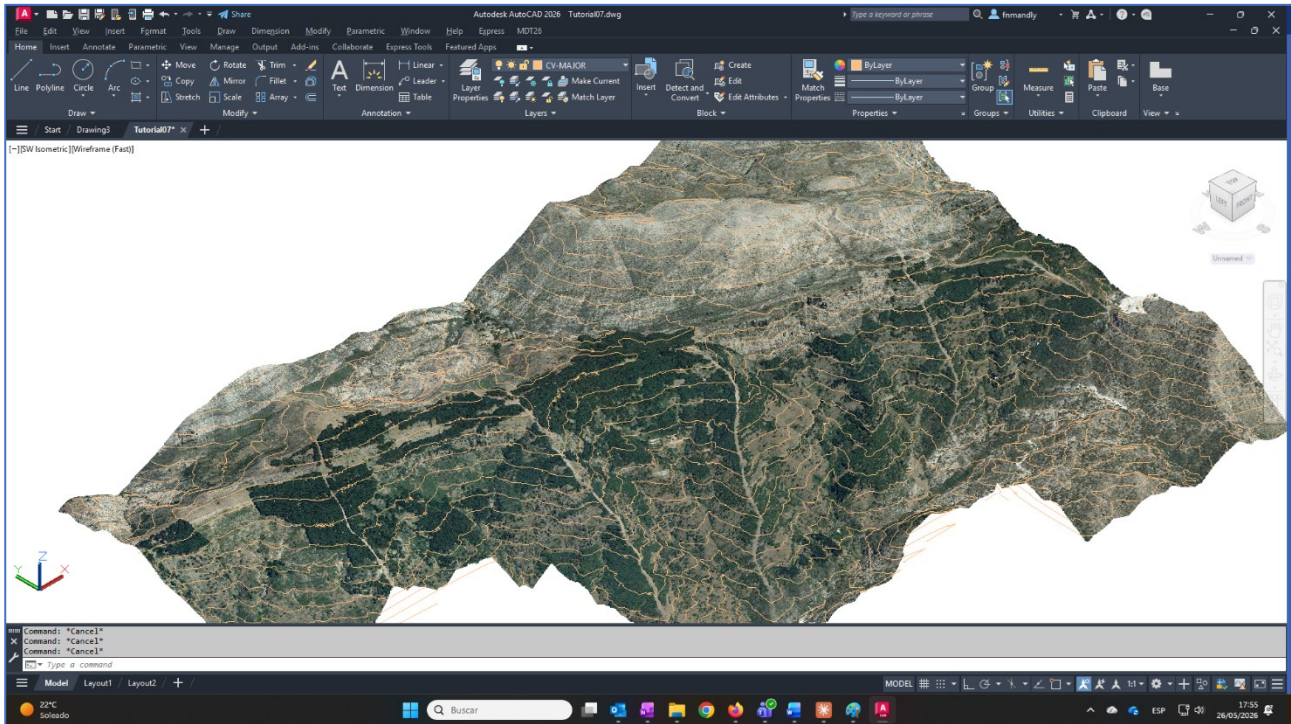 A Share Autodesk AutoCAD 2026 Tutorial07.dwg Type a keyword or phrase fnmandly
File Edit View Insert Format Tools Draw Dimension Modify Parametric Window Help Express MDT26
Home Insert Annotate Parametric View Manage Output Add-ins Collaborate Express Tools Featured Apps
Move Rotate Trim Linear CV-MAJOR Create ByLayer
Copy Mirror Fillet Leader Make Current Edit ByLayer
Line Polyline Circle Arc Stretch Scale Array Text Dimension Table Layer Properties Match Layer Insert Detect and Convert Edit Attributes Match Properties ByLayer Group Measure Paste Base
Draw Modify Annotation Layers Block Properties Groups Utilities Clipboard View
Start Drawing3 Tutorial07* +
[−][SW Isometric][Wireframe (Fast)]
TOP
LEFT FRONT
W S
Unnamed
Z
Y X
Command: *Cancel*
Command: *Cancel*
Command: *Cancel*
Type a command
Model Layout1 Layout2 + MODEL 1:1
22°C
Soleado
Buscar
ESP
17:55
26/05/2026